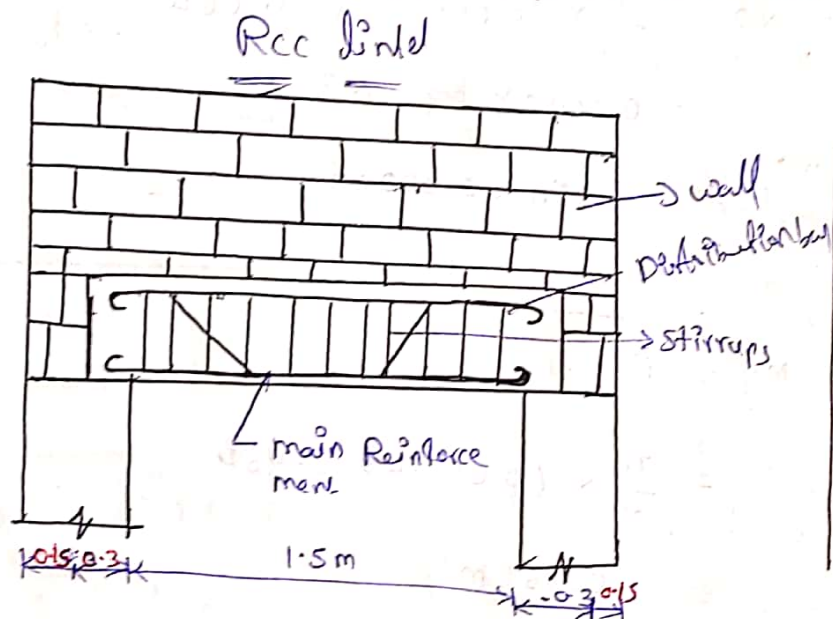 Rcc lintel
wall
Distribution bar
stirrups
main Reinforce
ment
0.15 0.3
1.5m
0.3 0.15